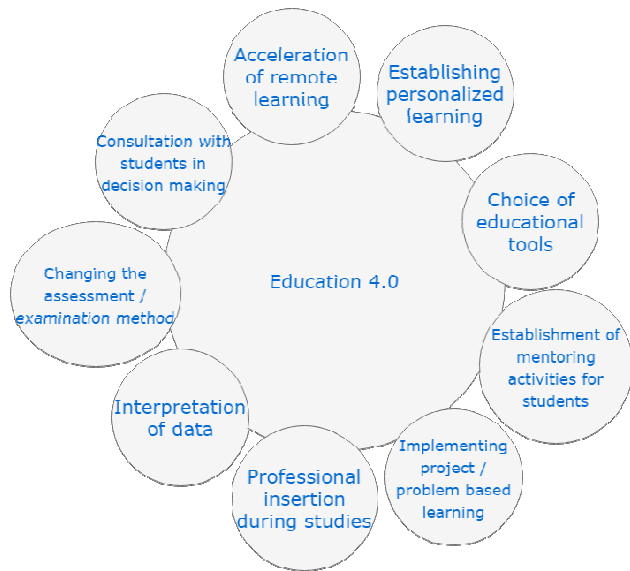 Acceleration
of remote
learning
Establishing
personalized
learning
Choice of
educational
tools
Establishment of
mentoring
activities for
students
Implementing
project /
problem based
learning
Professional
insertion
during studies
Interpretation
of data
Changing the
assessment /
examination method
Consultation with
students in
decision making
Education 4.0